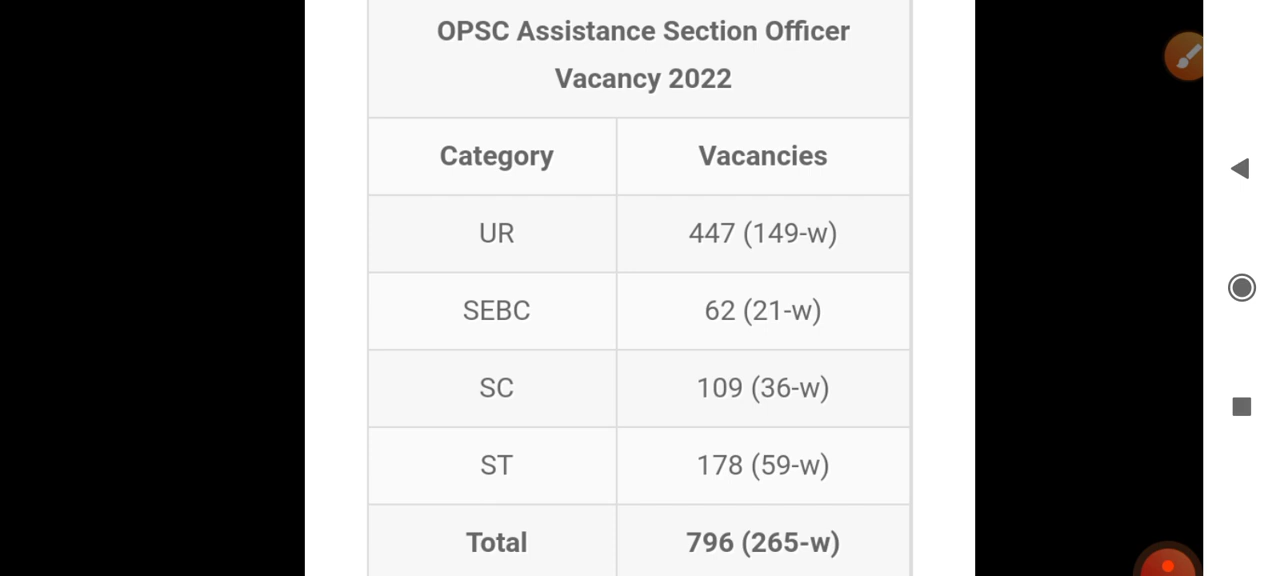 OPSC Assistance Section Officer
Vacancy 2022
Category Vacancies
UR 447 (149-w)
SEBC 62 (21-w)
SC 109 (36-w)
ST 178 (59-w)
Total 796 (265-w)